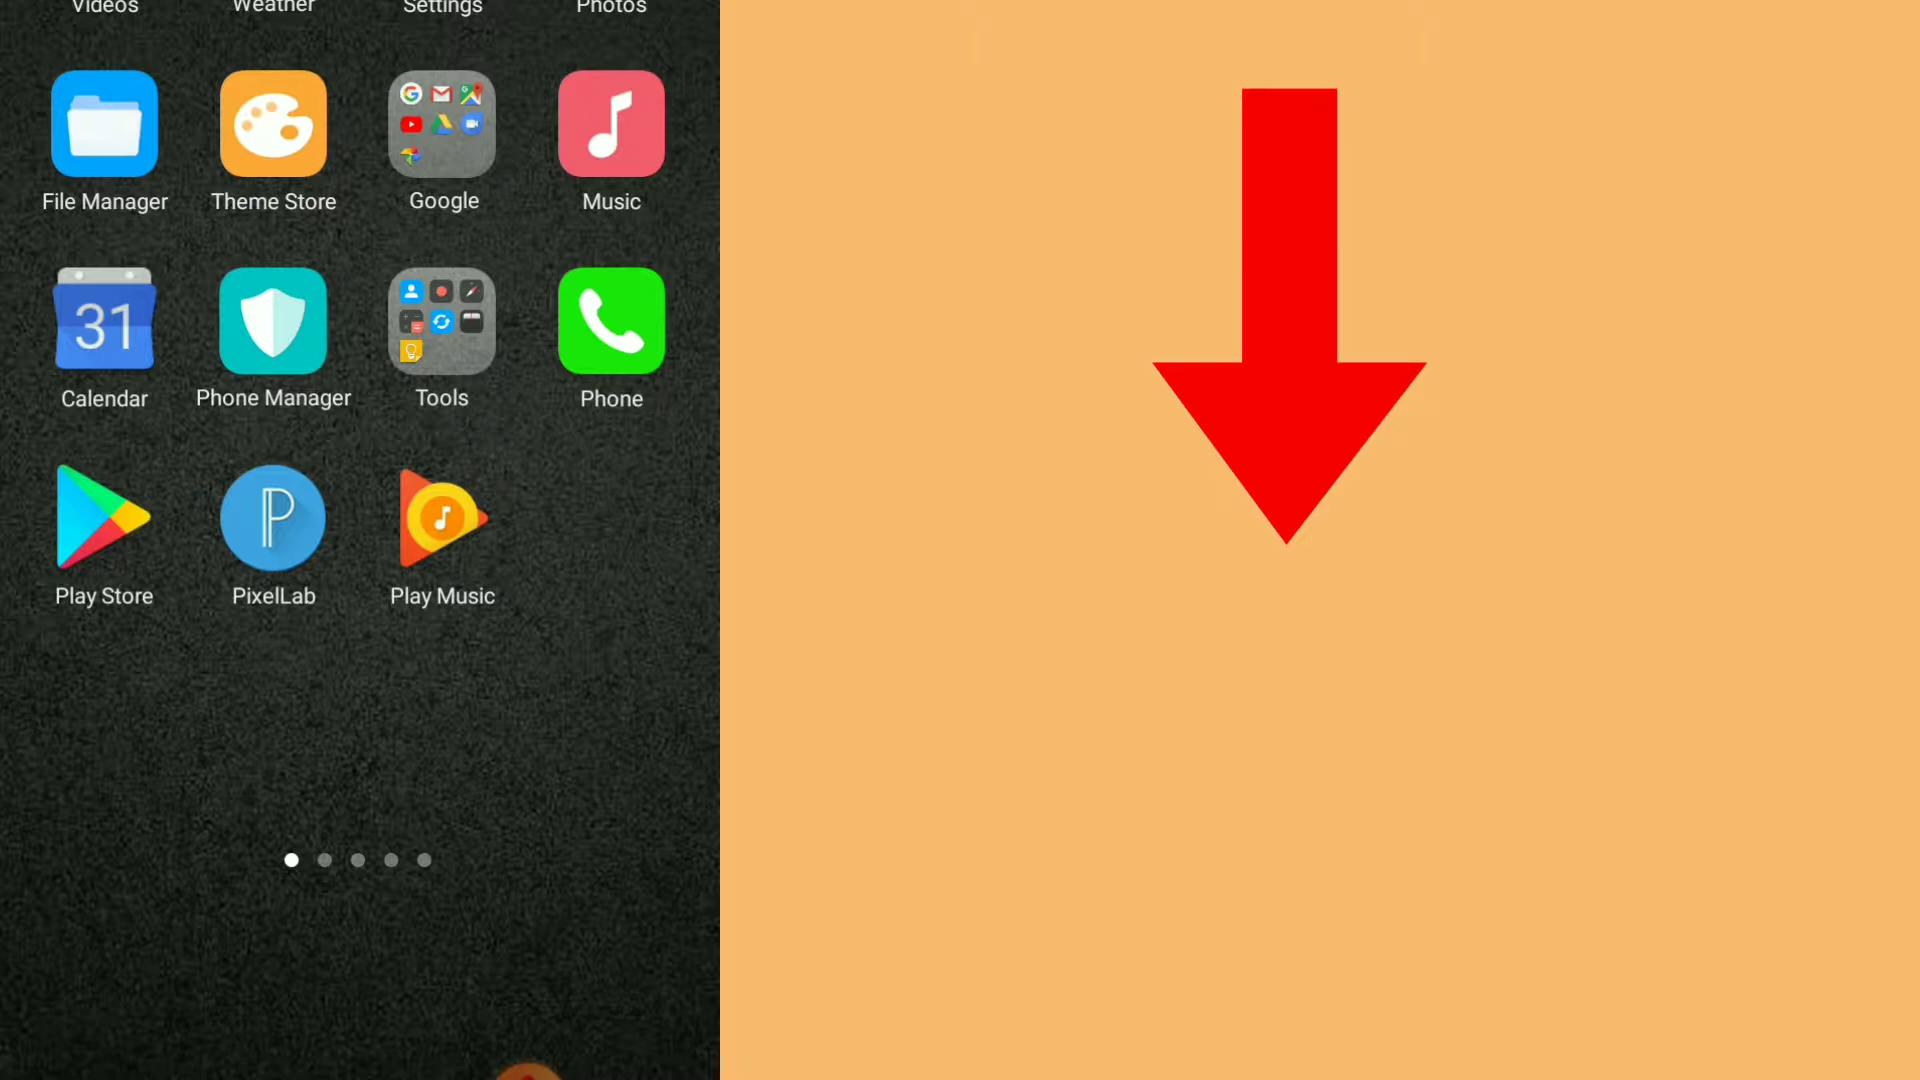 Videos Weather Settings Photos
File Manager Theme Store Google Music
31
Calendar Phone Manager Tools Phone
P
Play Store PixelLab Play Music